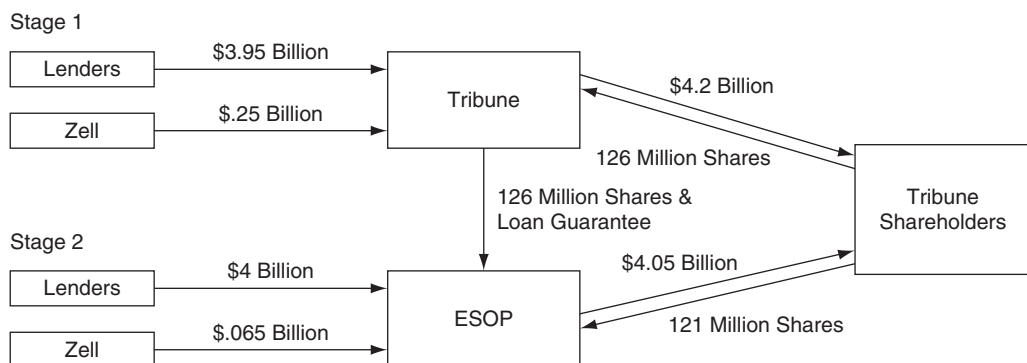 Stage 1
Lenders
$3.95 Billion
Zell
$.25 Billion
Tribune
$4.2 Billion
126 Million Shares
126 Million Shares &
Loan Guarantee
Tribune
Shareholders
Stage 2
Lenders
$4 Billion
Zell
$.065 Billion
ESOP
$4.05 Billion
121 Million Shares